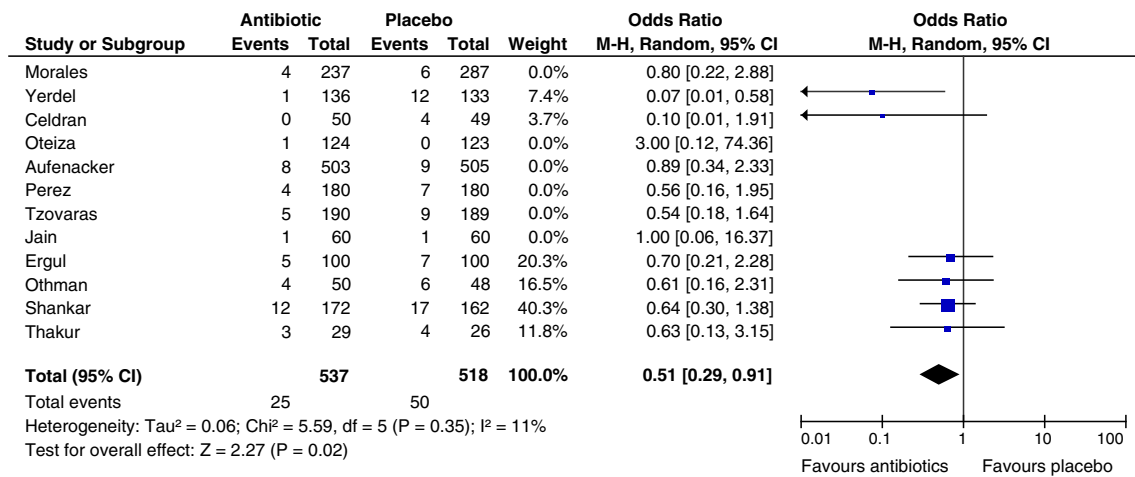 Antibiotic Placebo Odds Ratio Odds Ratio
Study or Subgroup Events Total Events Total Weight M-H, Random, 95% CI M-H, Random, 95% CI
Morales 4 237 6 287 0.0% 0.80 [0.22, 2.88]
Yerdel 1 136 12 133 7.4% 0.07 [0.01, 0.58]
Celdran 0 50 4 49 3.7% 0.10 [0.01, 1.91]
Oteiza 1 124 0 123 0.0% 3.00 [0.12, 74.36]
Aufenacker 8 503 9 505 0.0% 0.89 [0.34, 2.33]
Perez 4 180 7 180 0.0% 0.56 [0.16, 1.95]
Tzovaras 5 190 9 189 0.0% 0.54 [0.18, 1.64]
Jain 1 60 1 60 0.0% 1.00 [0.06, 16.37]
Ergul 5 100 7 100 20.3% 0.70 [0.21, 2.28]
Othman 4 50 6 48 16.5% 0.61 [0.16, 2.31]
Shankar 12 172 17 162 40.3% 0.64 [0.30, 1.38]
Thakur 3 29 4 26 11.8% 0.63 [0.13, 3.15]
Total (95% CI) 537 518 100.0% 0.51 [0.29, 0.91]
Total events 25 50
Heterogeneity: Tau² = 0.06; Chi² = 5.59, df = 5 (P = 0.35); I² = 11%
Test for overall effect: Z = 2.27 (P = 0.02)
0.01 0.1 1 10 100
Favours antibiotics Favours placebo